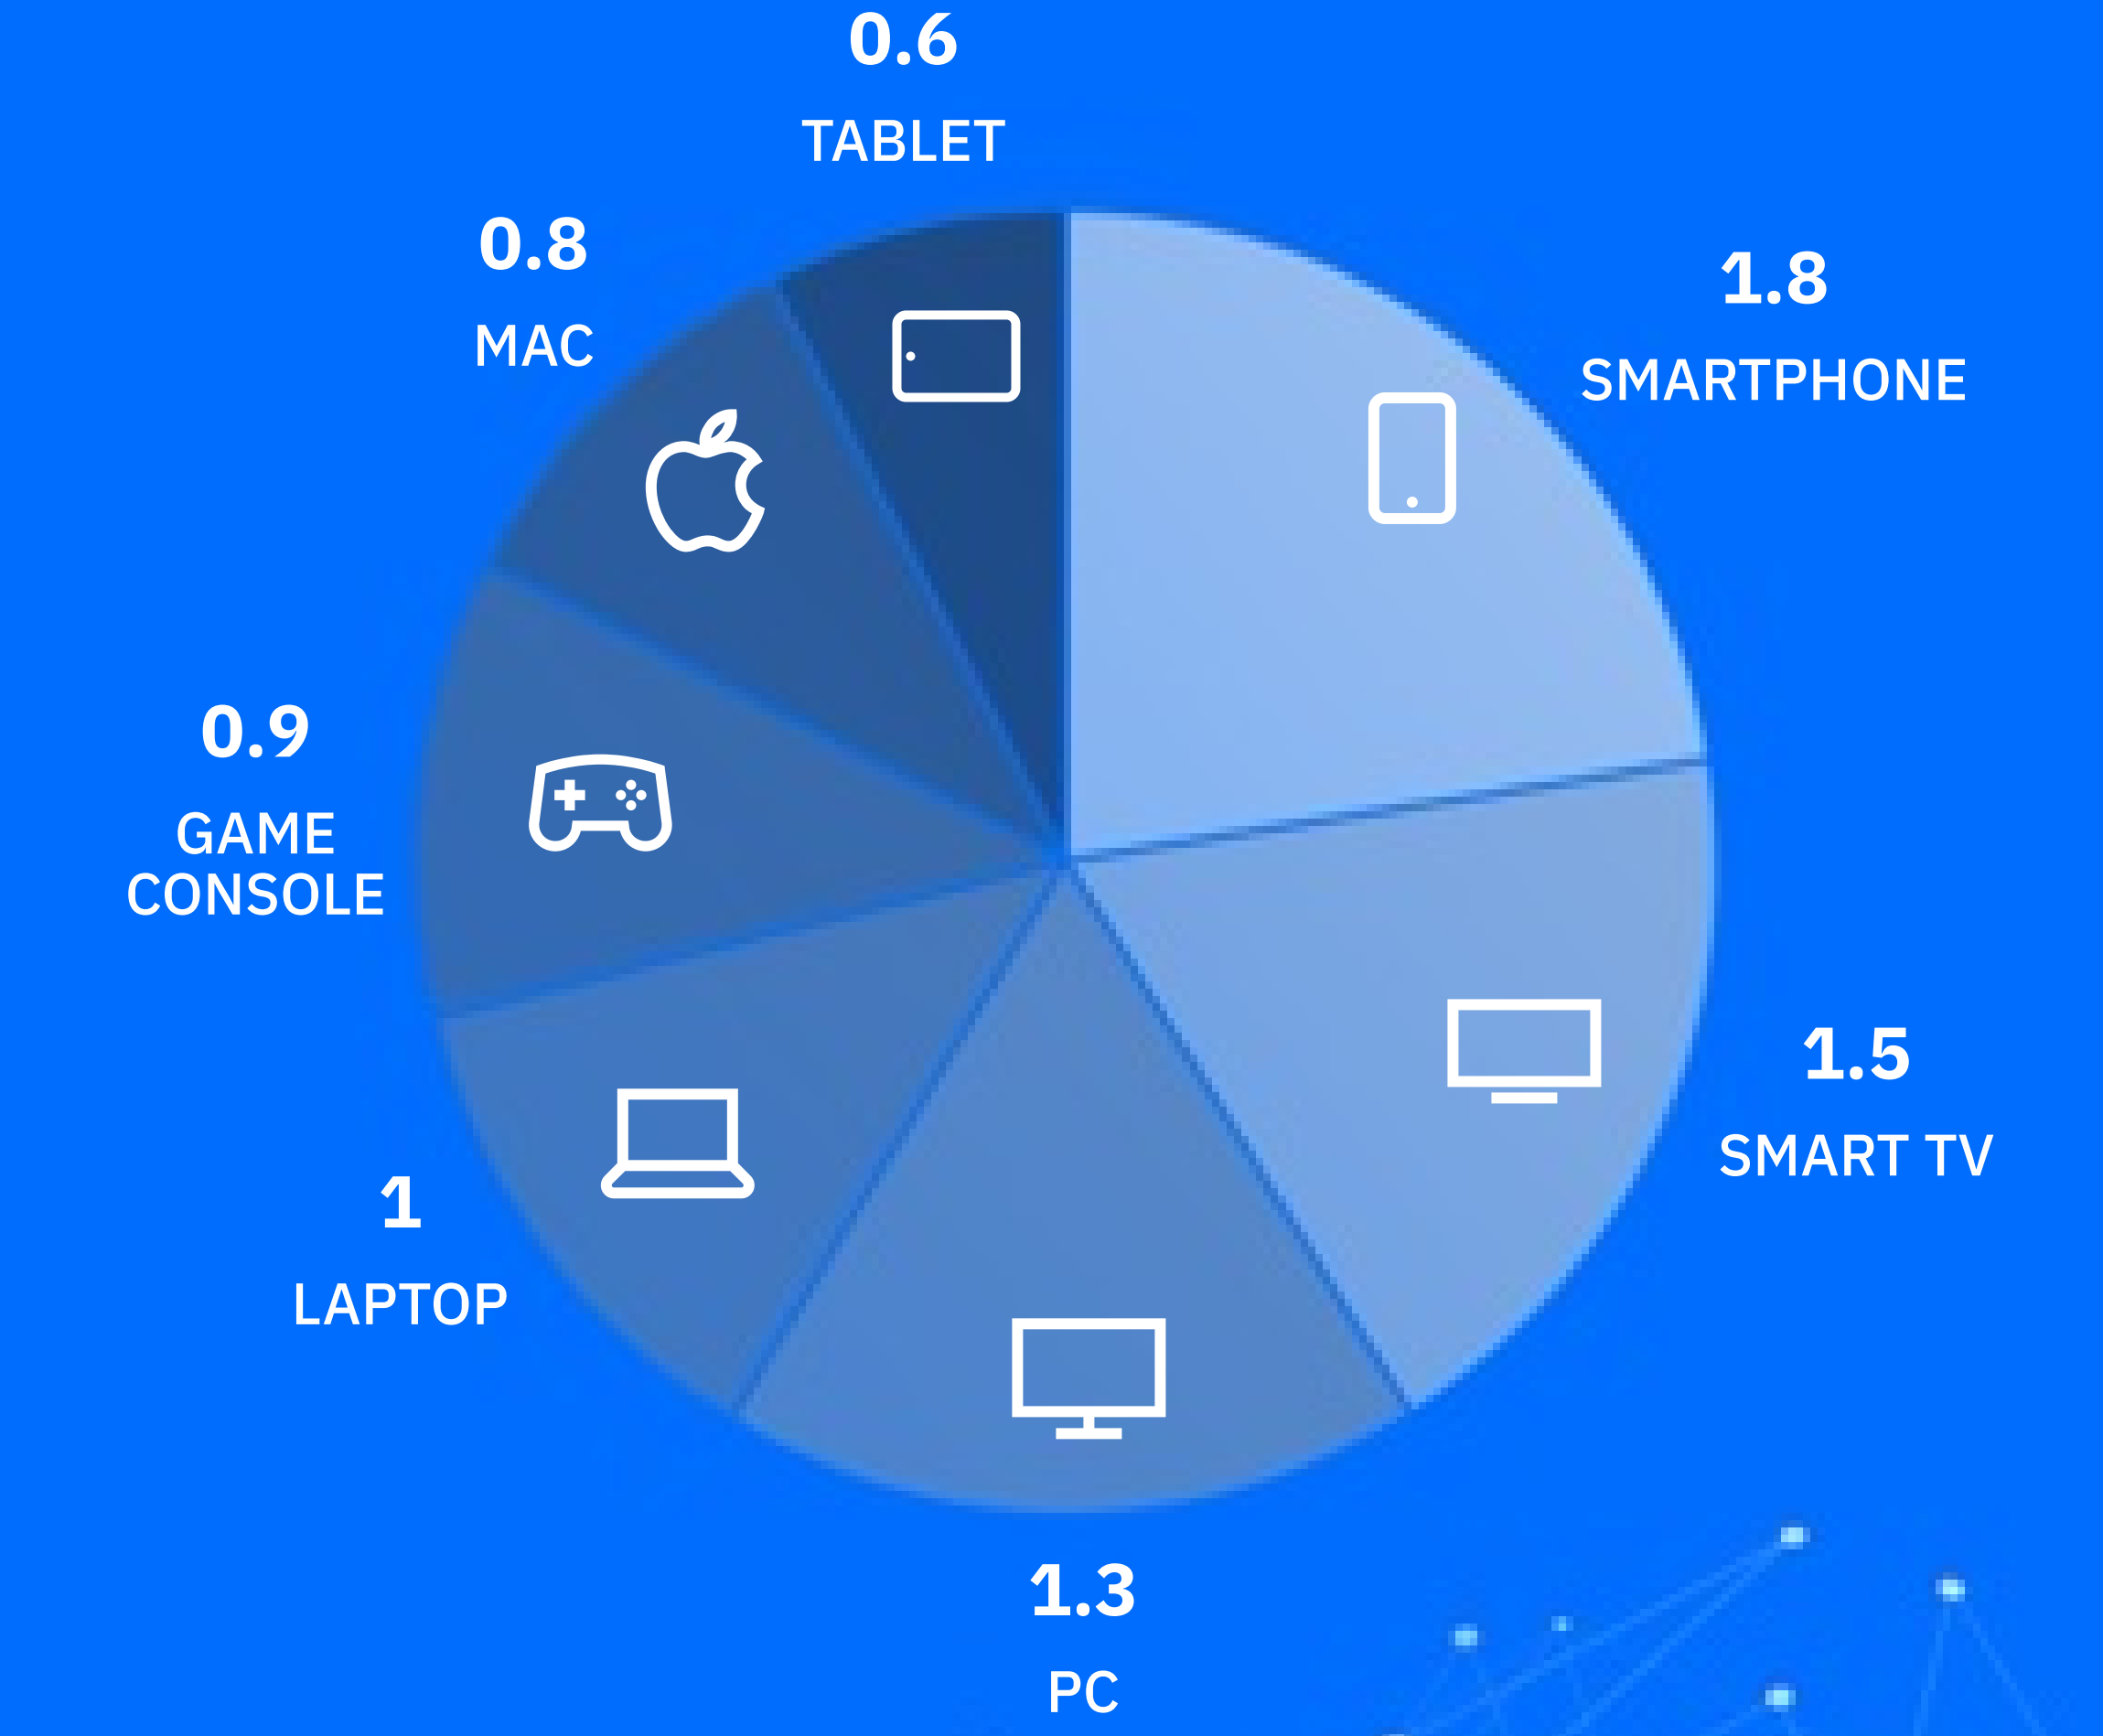 0.6
TABLET
0.8
MAC
1.8
SMARTPHONE
0.9
GAME
CONSOLE
1.5
SMART TV
1
LAPTOP
1.3
PC